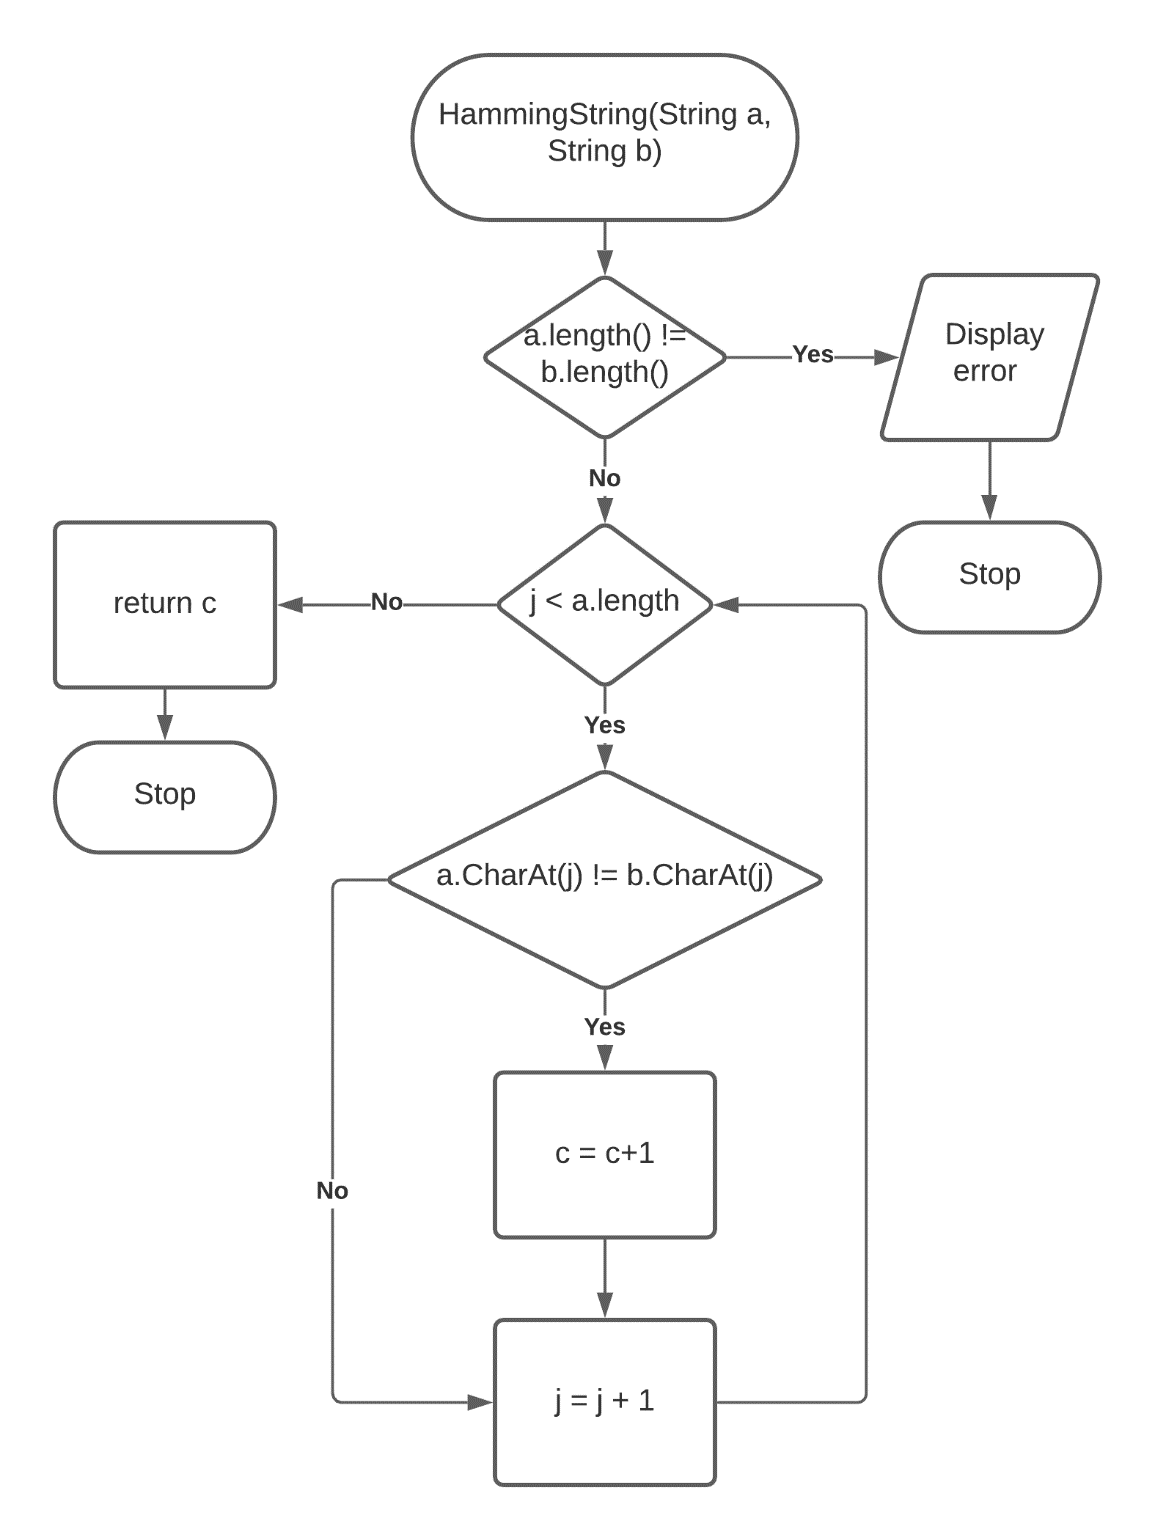 HammingString(String a,
String b)
a.length() !=
b.length()
Yes
Display
error
No
Stop
return c
No
j < a.length
Yes
Stop
a.CharAt(j) != b.CharAt(j)
Yes
c = c+1
No
j = j + 1